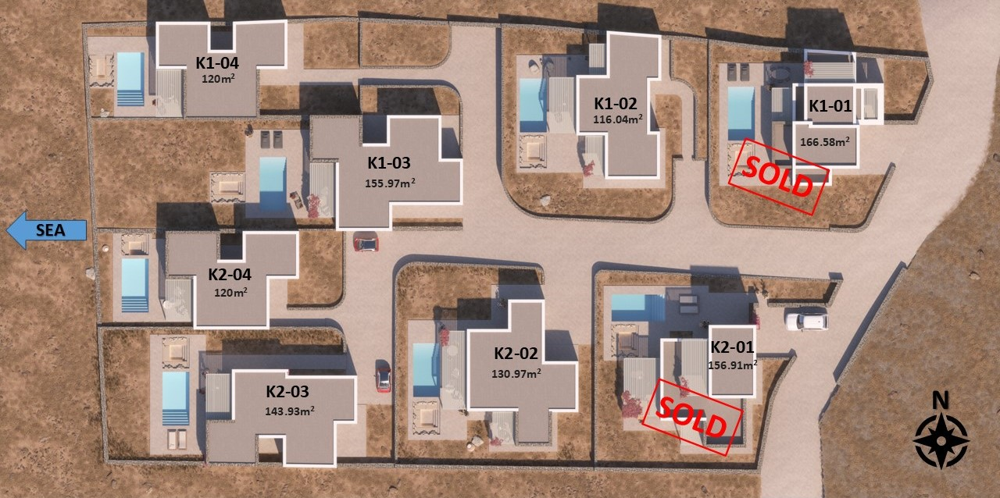 K1-04
120m²
K1-02
116.04m²
K1-01
166.58m²
SOLD
K1-03
155.97m²
SEA
K2-04
120m²
K2-03
143.93m²
K2-02
130.97m²
K2-01
156.91m²
SOLD
N